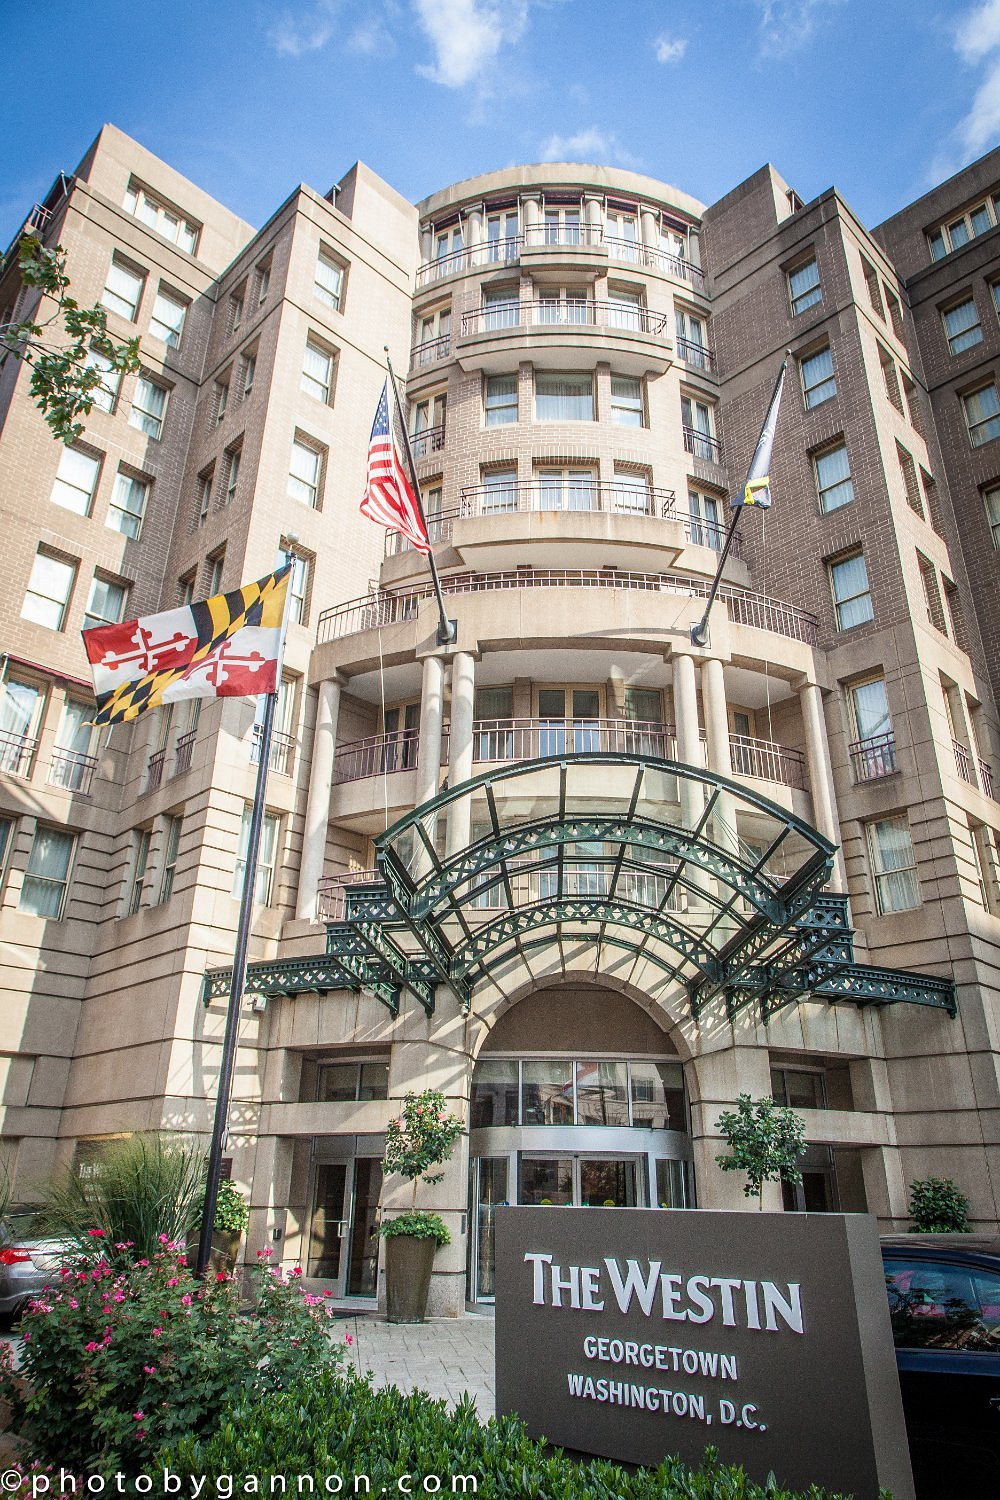 THE WESTIN
GEORGETOWN
WASHINGTON, D.C.
©photobygannon.com